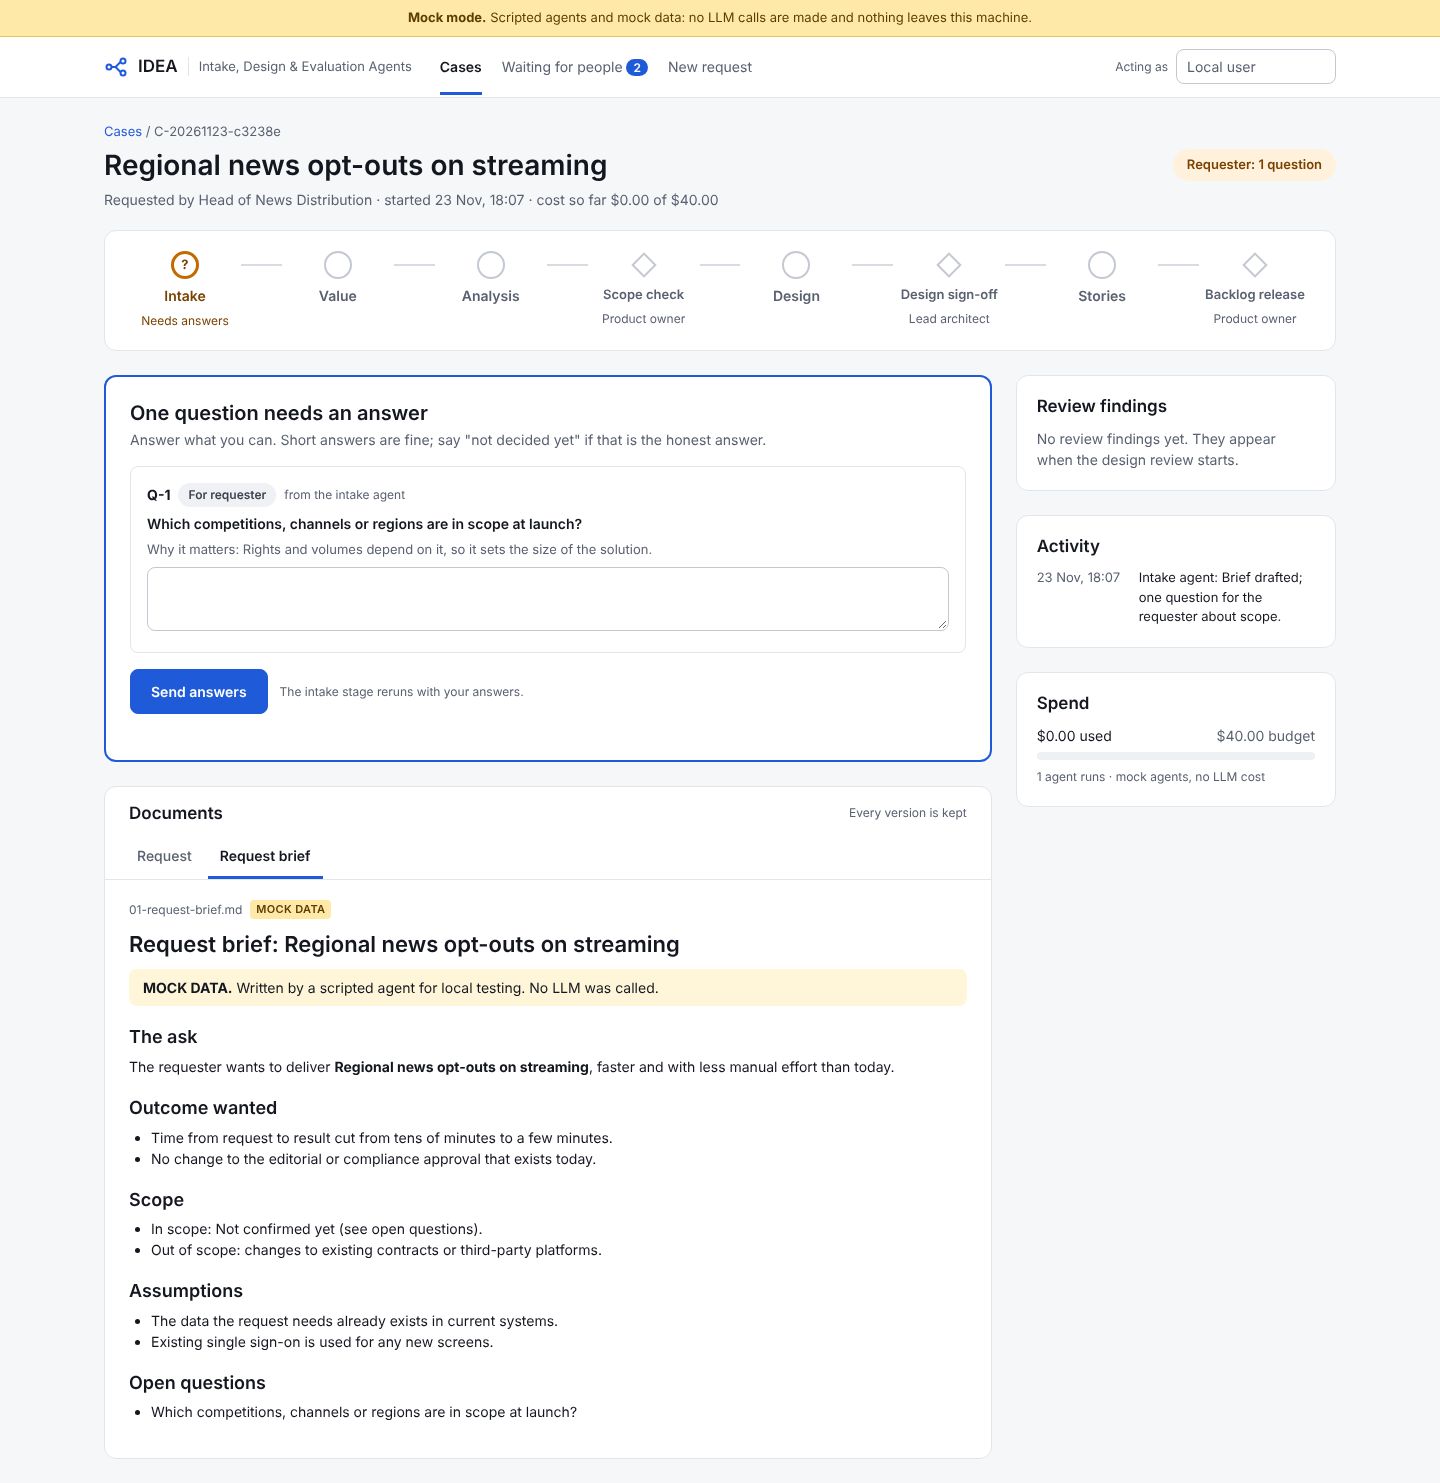 Mock mode. Scripted agents and mock data: no LLM calls are made and nothing leaves this machine.
IDEA Intake, Design & Evaluation Agents Cases Waiting for people 2 New request Acting as Local user
Cases / C-20261123-c3238e
Regional news opt-outs on streaming
Requester: 1 question
Requested by Head of News Distribution · started 23 Nov, 18:07 · cost so far $0.00 of $40.00
?
Intake
Needs answers
Value
Analysis
Scope check
Product owner
Design
Design sign-off
Lead architect
Stories
Backlog release
Product owner
One question needs an answer
Answer what you can. Short answers are fine; say "not decided yet" if that is the honest answer.
Q-1 For requester from the intake agent
Which competitions, channels or regions are in scope at launch?
Why it matters: Rights and volumes depend on it, so it sets the size of the solution.
Send answers The intake stage reruns with your answers.
Review findings
No review findings yet. They appear
when the design review starts.
Activity
23 Nov, 18:07 Intake agent: Brief drafted;
one question for the
requester about scope.
Spend
$0.00 used $40.00 budget
1 agent runs · mock agents, no LLM cost
Documents Every version is kept
Request Request brief
01-request-brief.md MOCK DATA
Request brief: Regional news opt-outs on streaming
MOCK DATA. Written by a scripted agent for local testing. No LLM was called.
The ask
The requester wants to deliver Regional news opt-outs on streaming, faster and with less manual effort than today.
Outcome wanted
• Time from request to result cut from tens of minutes to a few minutes.
• No change to the editorial or compliance approval that exists today.
Scope
• In scope: Not confirmed yet (see open questions).
• Out of scope: changes to existing contracts or third-party platforms.
Assumptions
• The data the request needs already exists in current systems.
• Existing single sign-on is used for any new screens.
Open questions
• Which competitions, channels or regions are in scope at launch?